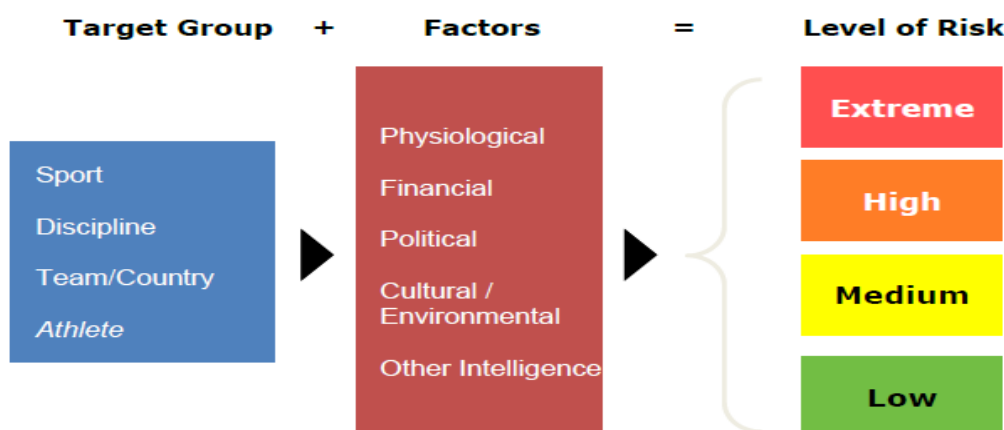 Target Group + Factors = Level of Risk
Sport
Discipline
Team/Country
Athlete
Physiological
Financial
Political
Cultural /
Environmental
Other Intelligence
Extreme
High
Medium
Low